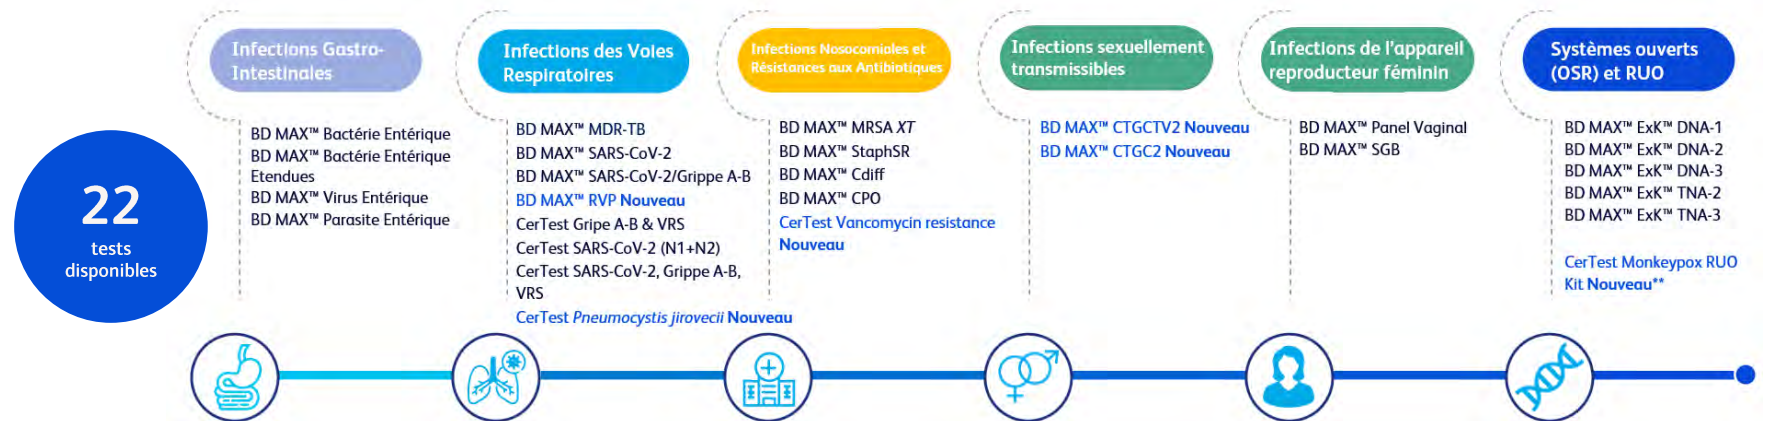 22
tests
disponibles
Infections Gastro-
Intestinales
BD MAX™ Bactérie Entérique
BD MAX™ Bactérie Entérique
Etendues
BD MAX™ Virus Entérique
BD MAX™ Parasite Entérique
Infections des Voies
Respiratoires
BD MAX™ MDR-TB
BD MAX™ SARS-CoV-2
BD MAX™ SARS-CoV-2/Grippe A-B
BD MAX™ RVP Nouveau
CerTest Gripe A-B & VRS
CerTest SARS-CoV-2 (N1+N2)
CerTest SARS-CoV-2, Grippe A-B,
VRS
CerTest Pneumocystis jirovecii Nouveau
Infections Nosocomiales et
Résistances aux Antibiotiques
BD MAX™ MRSA XT
BD MAX™ StaphSR
BD MAX™ Cdiff
BD MAX™ CPO
CerTest Vancomycin resistance
Nouveau
Infections sexuellement
transmissibles
BD MAX™ CTGCTV2 Nouveau
BD MAX™ CTGC2 Nouveau
Infections de l'appareil
reproducteur féminin
BD MAX™ Panel Vaginal
BD MAX™ SGB
Systèmes ouverts
(OSR) et RUO
BD MAX™ ExK™ DNA-1
BD MAX™ ExK™ DNA-2
BD MAX™ ExK™ DNA-3
BD MAX™ ExK™ TNA-2
BD MAX™ ExK™ TNA-3
CerTest Monkeypox RUO
Kit Nouveau**